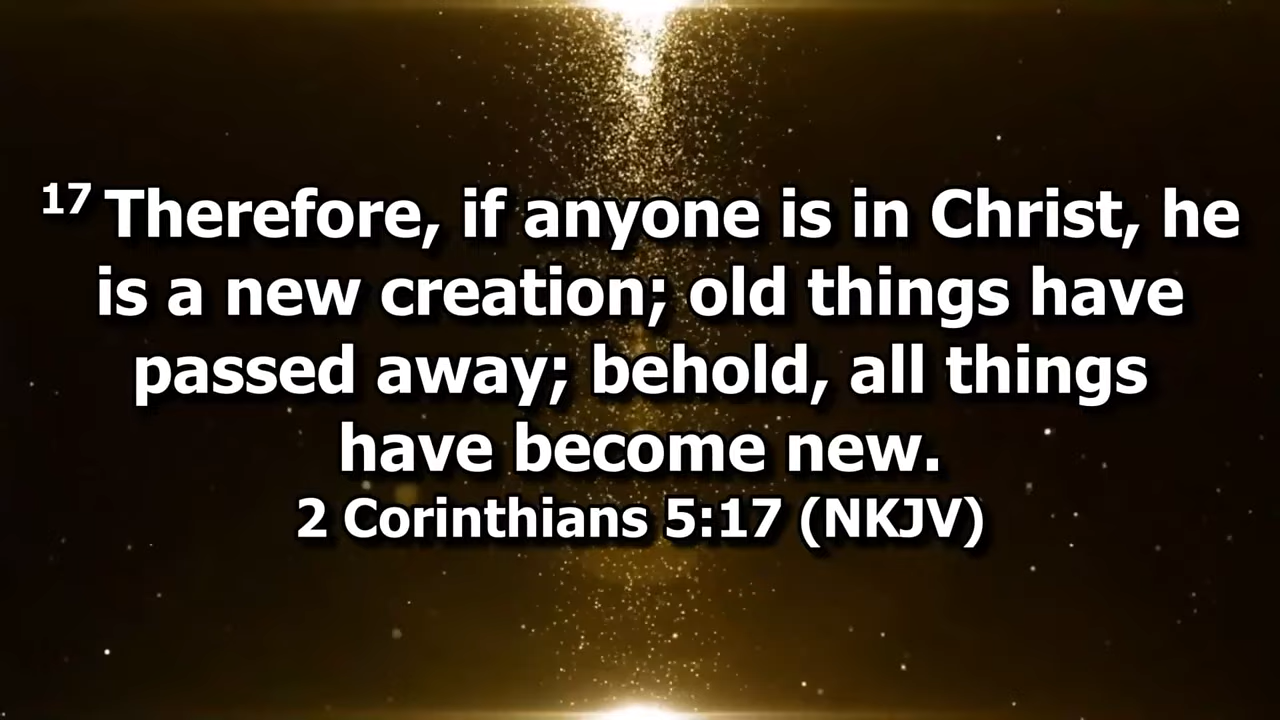 17 Therefore, if anyone is in Christ, he
is a new creation; old things have
passed away; behold, all things
have become new.
2 Corinthians 5:17 (NKJV)